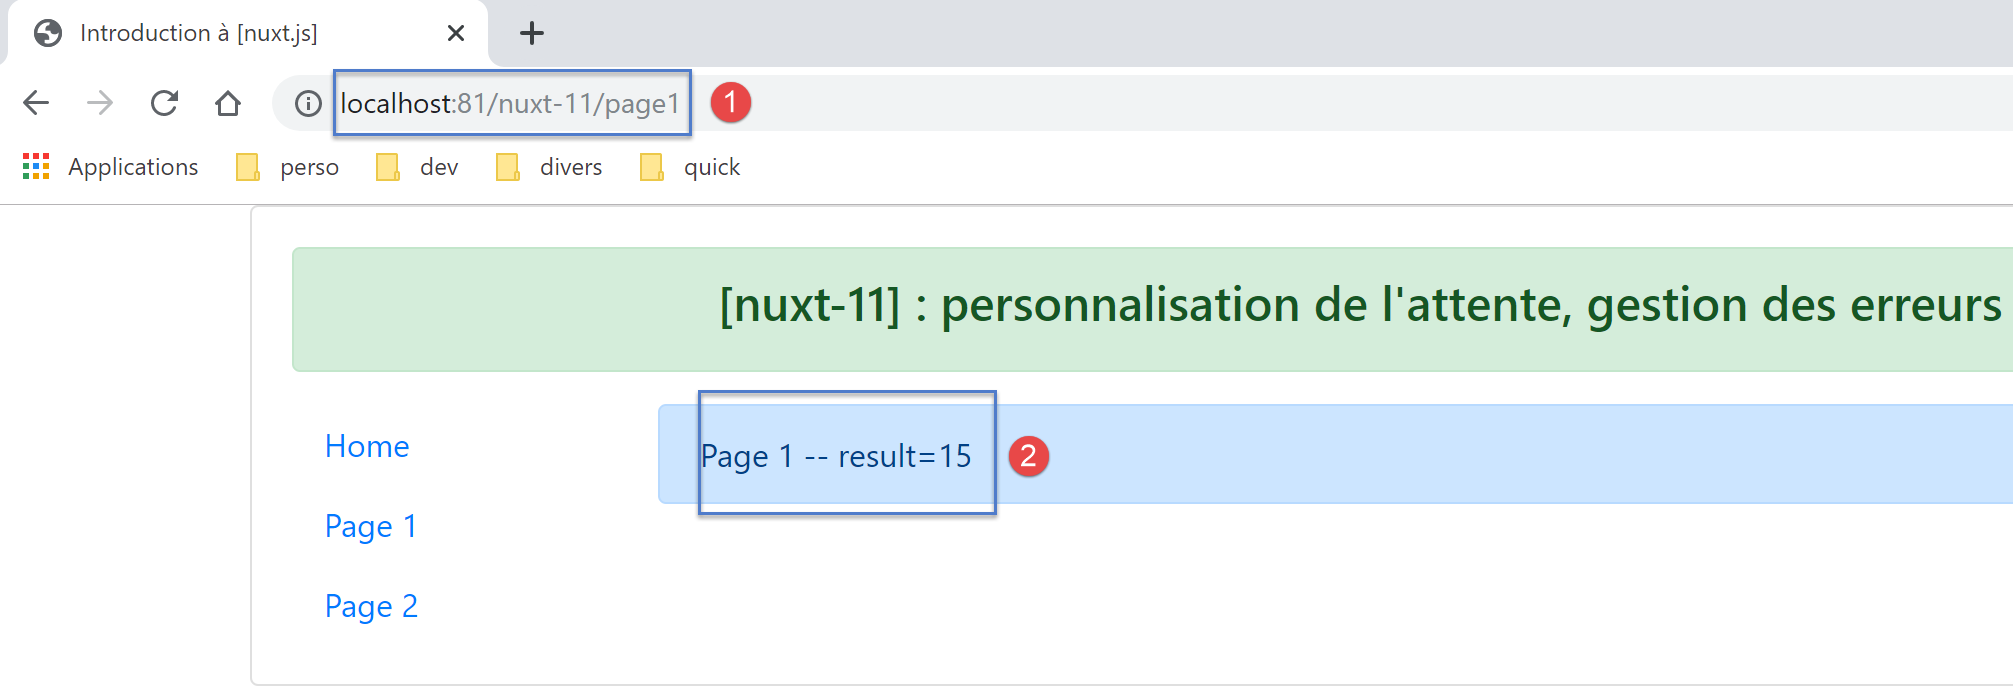 Introduction à [nuxt.js]
localhost:81/nuxt-11/page1 1
Applications perso dev divers quick
[nuxt-11] : personnalisation de l'attente, gestion des erreurs
Home
Page 1 -- result=15 2
Page 1
Page 2